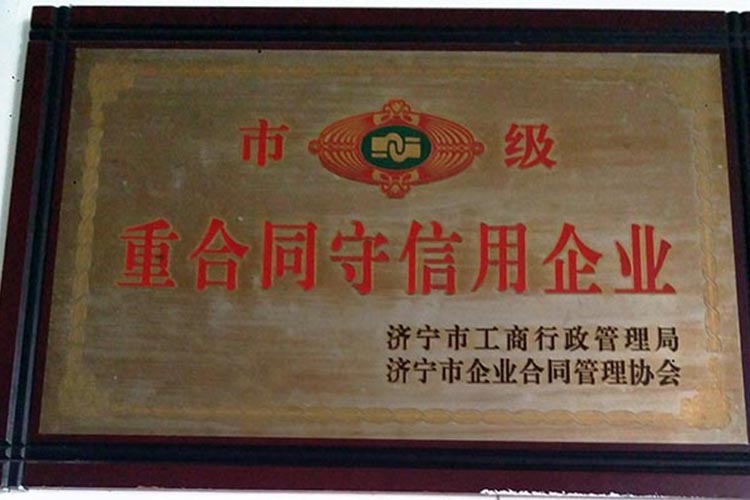 市 级
重合同守信用企业
济宁市工商行政管理局
济宁市企业合同管理协会